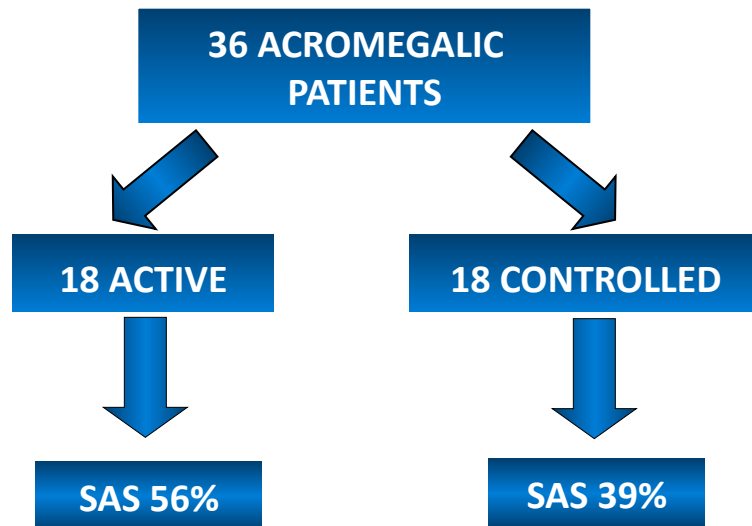 36 ACROMEGALIC
PATIENTS
18 ACTIVE
18 CONTROLLED
SAS 56%
SAS 39%